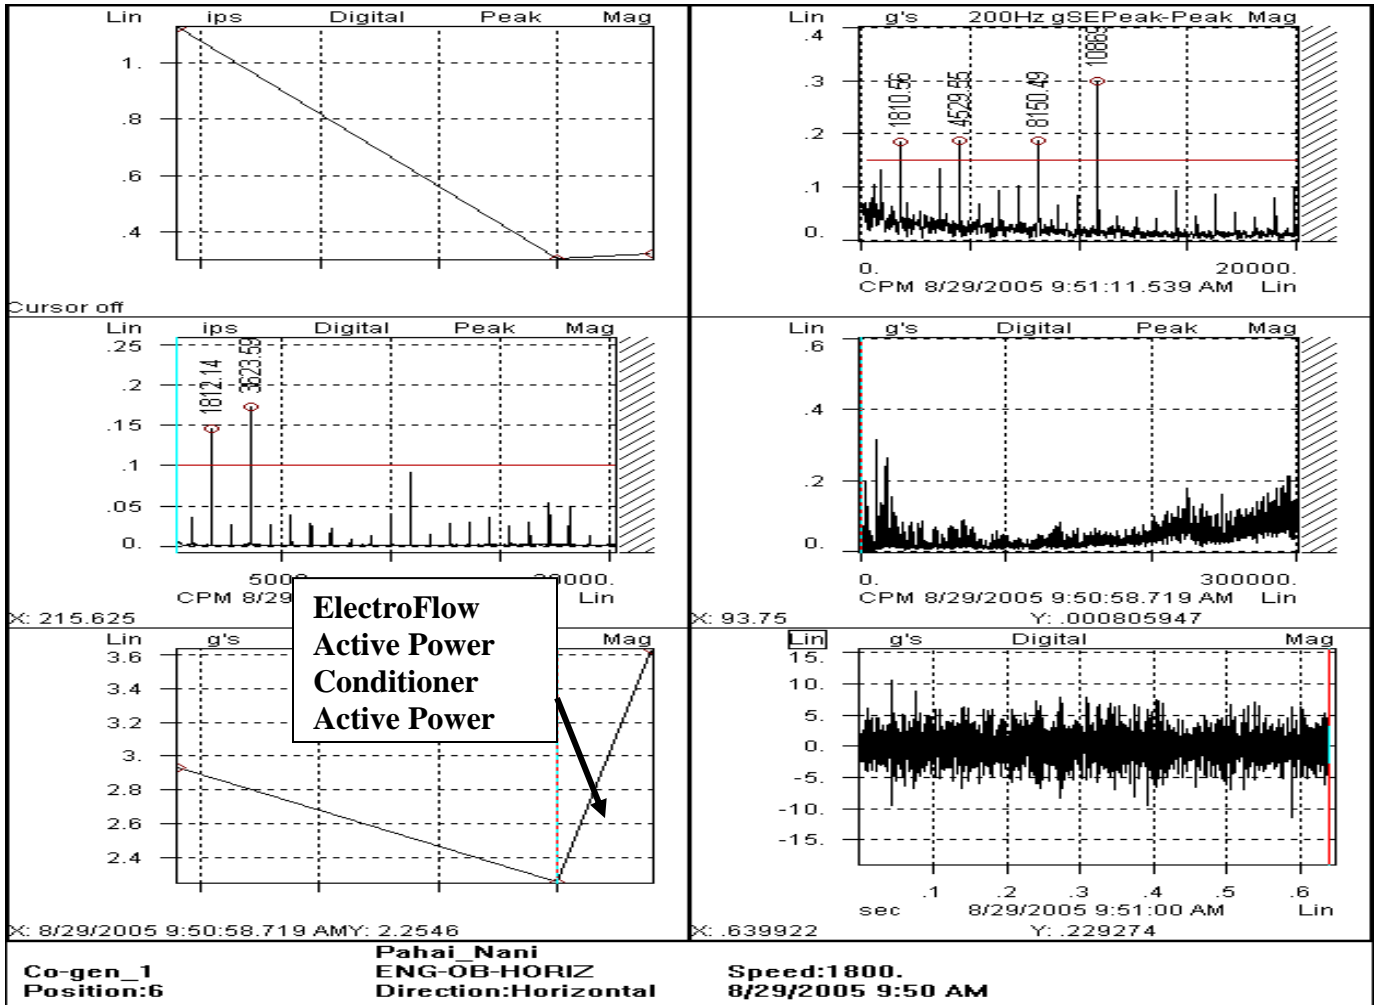 Lin ips Digital Peak Mag
1.
.8
.6
.4
Cursor off
Lin g's 200Hz gSEPeak-Peak Mag
.4
.3
.2
.1
0.
1810.56
4529.55
8150.49
0. 20000.
CPM 8/29/2005 9:51:11.539 AM Lin
Lin ips Digital Peak Mag
.25
.2
.15
.1
.05
0.
1812.14
3623.59
CPM 8/29 Lin
X: 215.625
Lin g's Digital Peak Mag
.6
.4
.2
0.
0. 300000.
CPM 8/29/2005 9:50:58.719 AM Lin
X: 93.75 Y: .000805947
ElectroFlow
Active Power
Conditioner
Active Power
Lin g's Mag
3.6
3.4
3.2
3.
2.8
2.6
2.4
X: 8/29/2005 9:50:58.719 AMY: 2.2546
Lin g's Digital Mag
15.
10.
5.
0.
-5.
-10.
-15.
.1 .2 .3 .4 .5 .6
sec 8/29/2005 9:51:00 AM Lin
X: .639922 Y: .229274
Pahai_Nani
Co-gen_1 ENG-OB-HORIZ Speed:1800.
Position:6 Direction:Horizontal 8/29/2005 9:50 AM